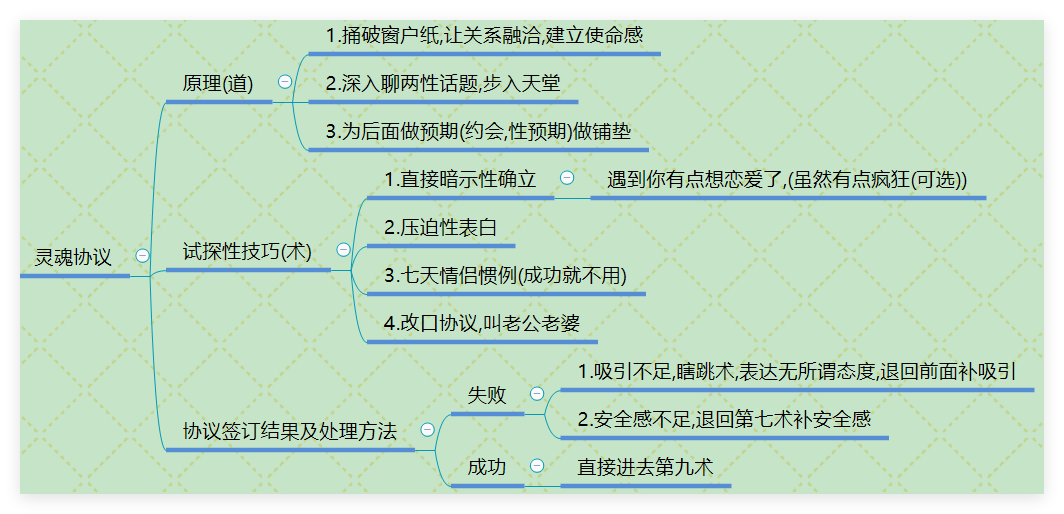 1.捅破窗户纸,让关系融洽,建立使命感
原理(道)
2.深入聊两性话题,步入天堂
3.为后面做预期(约会,性预期)做铺垫
1.直接暗示性确立
遇到你有点想恋爱了,(虽然有点疯狂(可选))
2.压迫性表白
灵魂协议
试探性技巧(术)
3.七天情侣惯例(成功就不用)
4.改口协议,叫老公老婆
1.吸引不足,瞎跳术,表达无所谓态度,退回前面补吸引
失败
2.安全感不足,退回第七术补安全感
协议签订结果及处理方法
成功
直接进去第九术